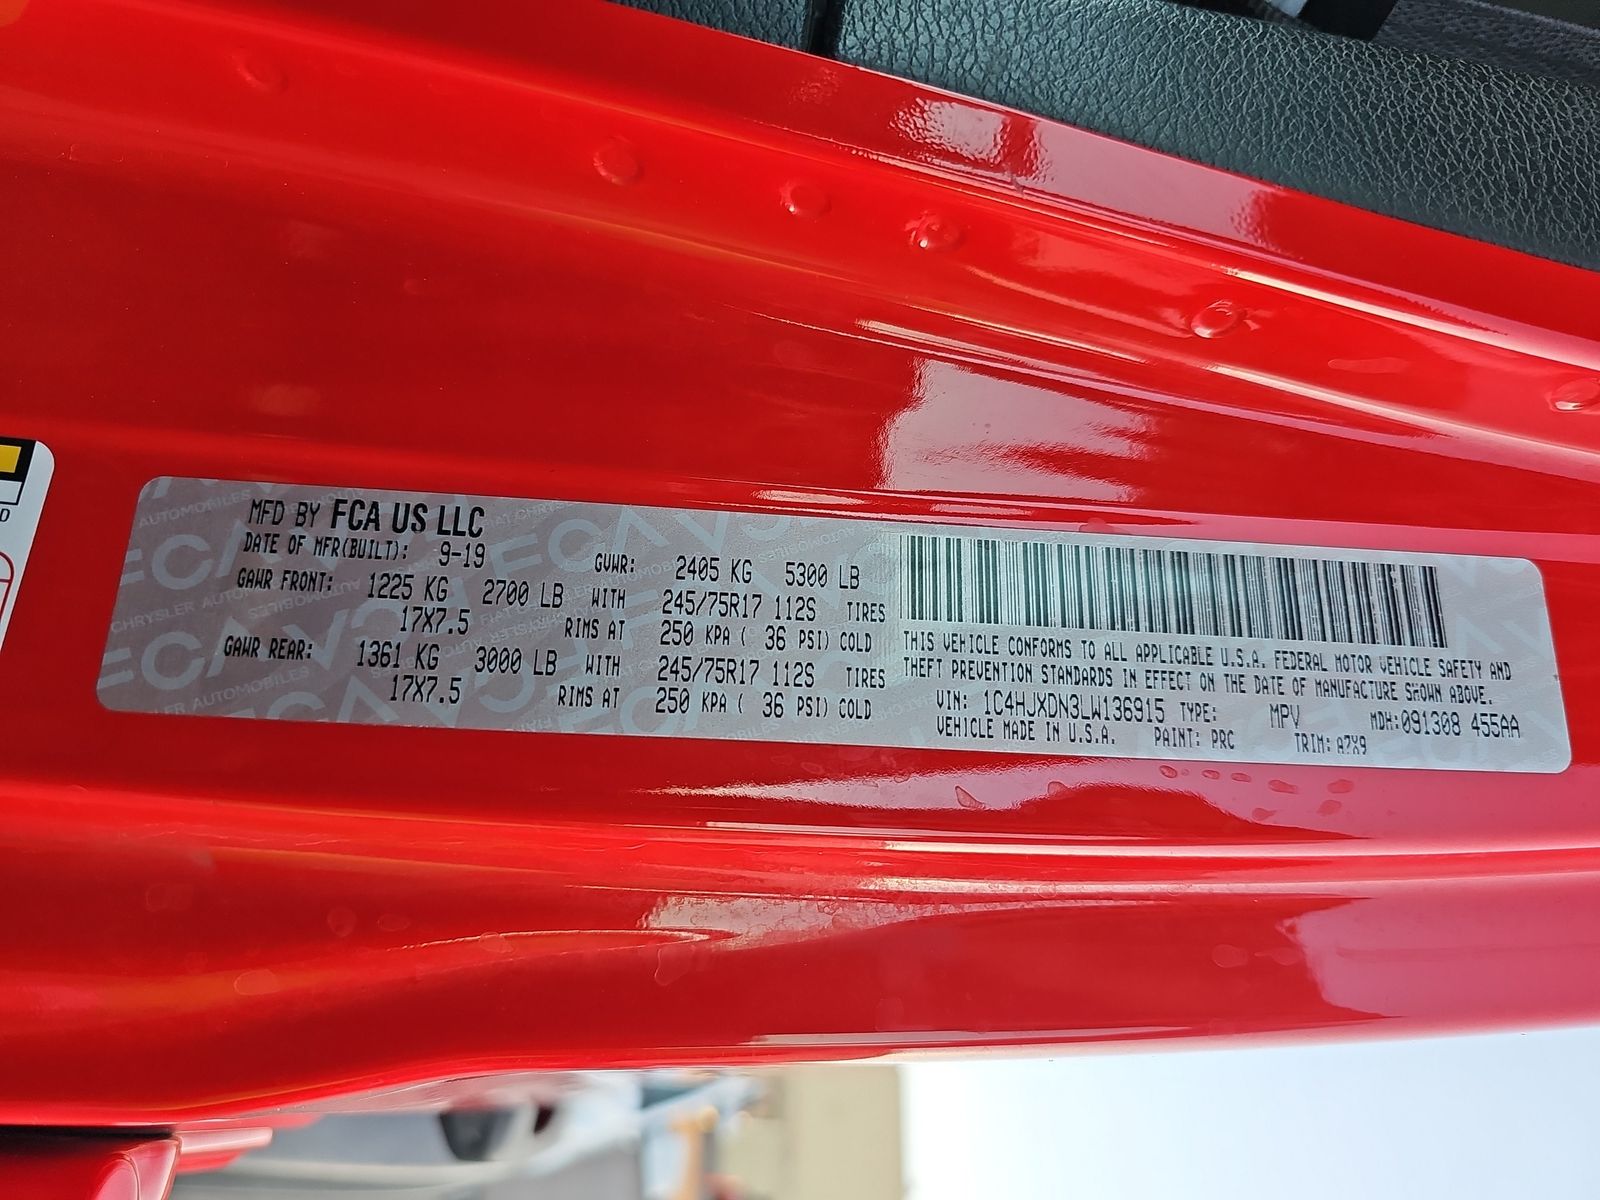 MFD BY FCA US LLC
DATE OF MFR(BUILT): 9-19 GVWR: 2405 KG 5300 LB
GAWR FRONT: 1225 KG 2700 LB WITH 245/75R17 112S TIRES
17X7.5 RIMS AT 250 KPA ( 36 PSI) COLD
GAWR REAR: 1361 KG 3000 LB WITH 245/75R17 112S TIRES
17X7.5 RIMS AT 250 KPA ( 36 PSI) COLD
THIS VEHICLE CONFORMS TO ALL APPLICABLE U.S.A. FEDERAL MOTOR VEHICLE SAFETY AND
THEFT PREVENTION STANDARDS IN EFFECT ON THE DATE OF MANUFACTURE SHOWN ABOVE.
VIN: 1C4HJXDN3LW136915 TYPE: MPV MDH:091308 455AA
VEHICLE MADE IN U.S.A. PAINT: PRC TRIM: A7X9